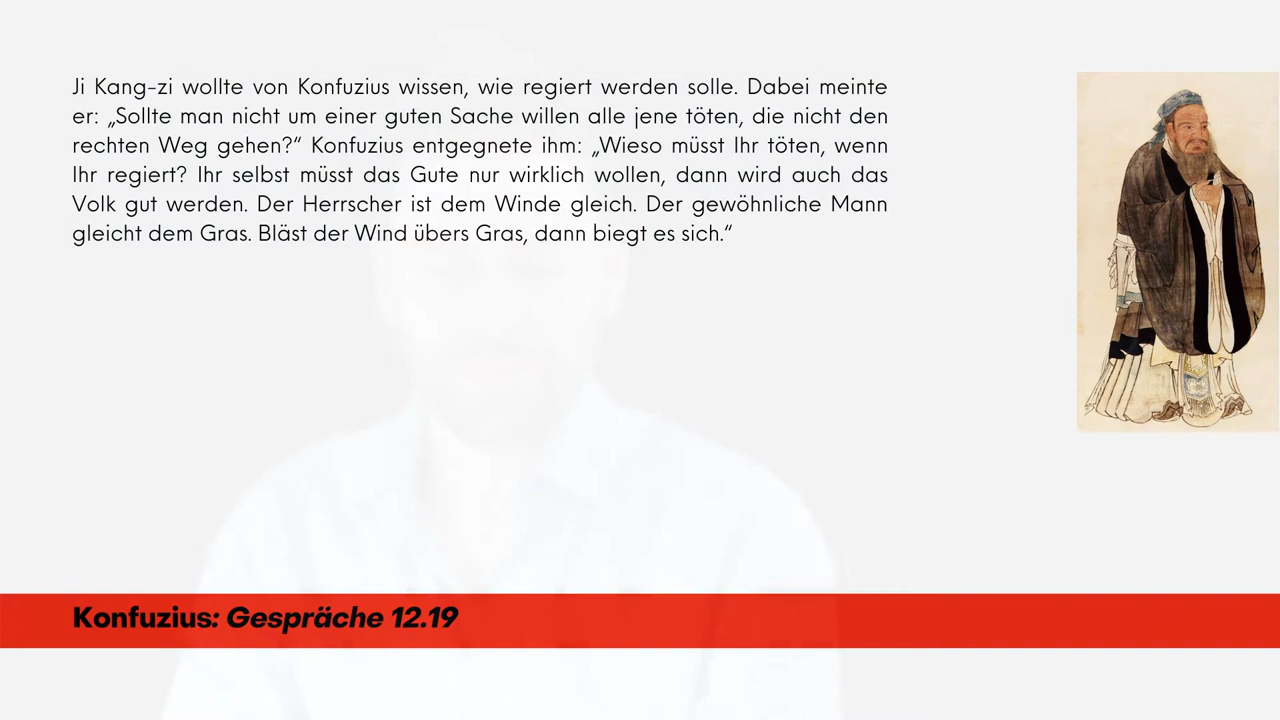 Ji Kang-zi wollte von Konfuzius wissen, wie regiert werden solle. Dabei meinte
er: „Sollte man nicht um einer guten Sache willen alle jene töten, die nicht den
rechten Weg gehen?“ Konfuzius entgegnete ihm: „Wieso müsst Ihr töten, wenn
Ihr regiert? Ihr selbst müsst das Gute nur wirklich wollen, dann wird auch das
Volk gut werden. Der Herrscher ist dem Winde gleich. Der gewöhnliche Mann
gleicht dem Gras. Bläst der Wind übers Gras, dann biegt es sich.“
Konfuzius: Gespräche 12.19